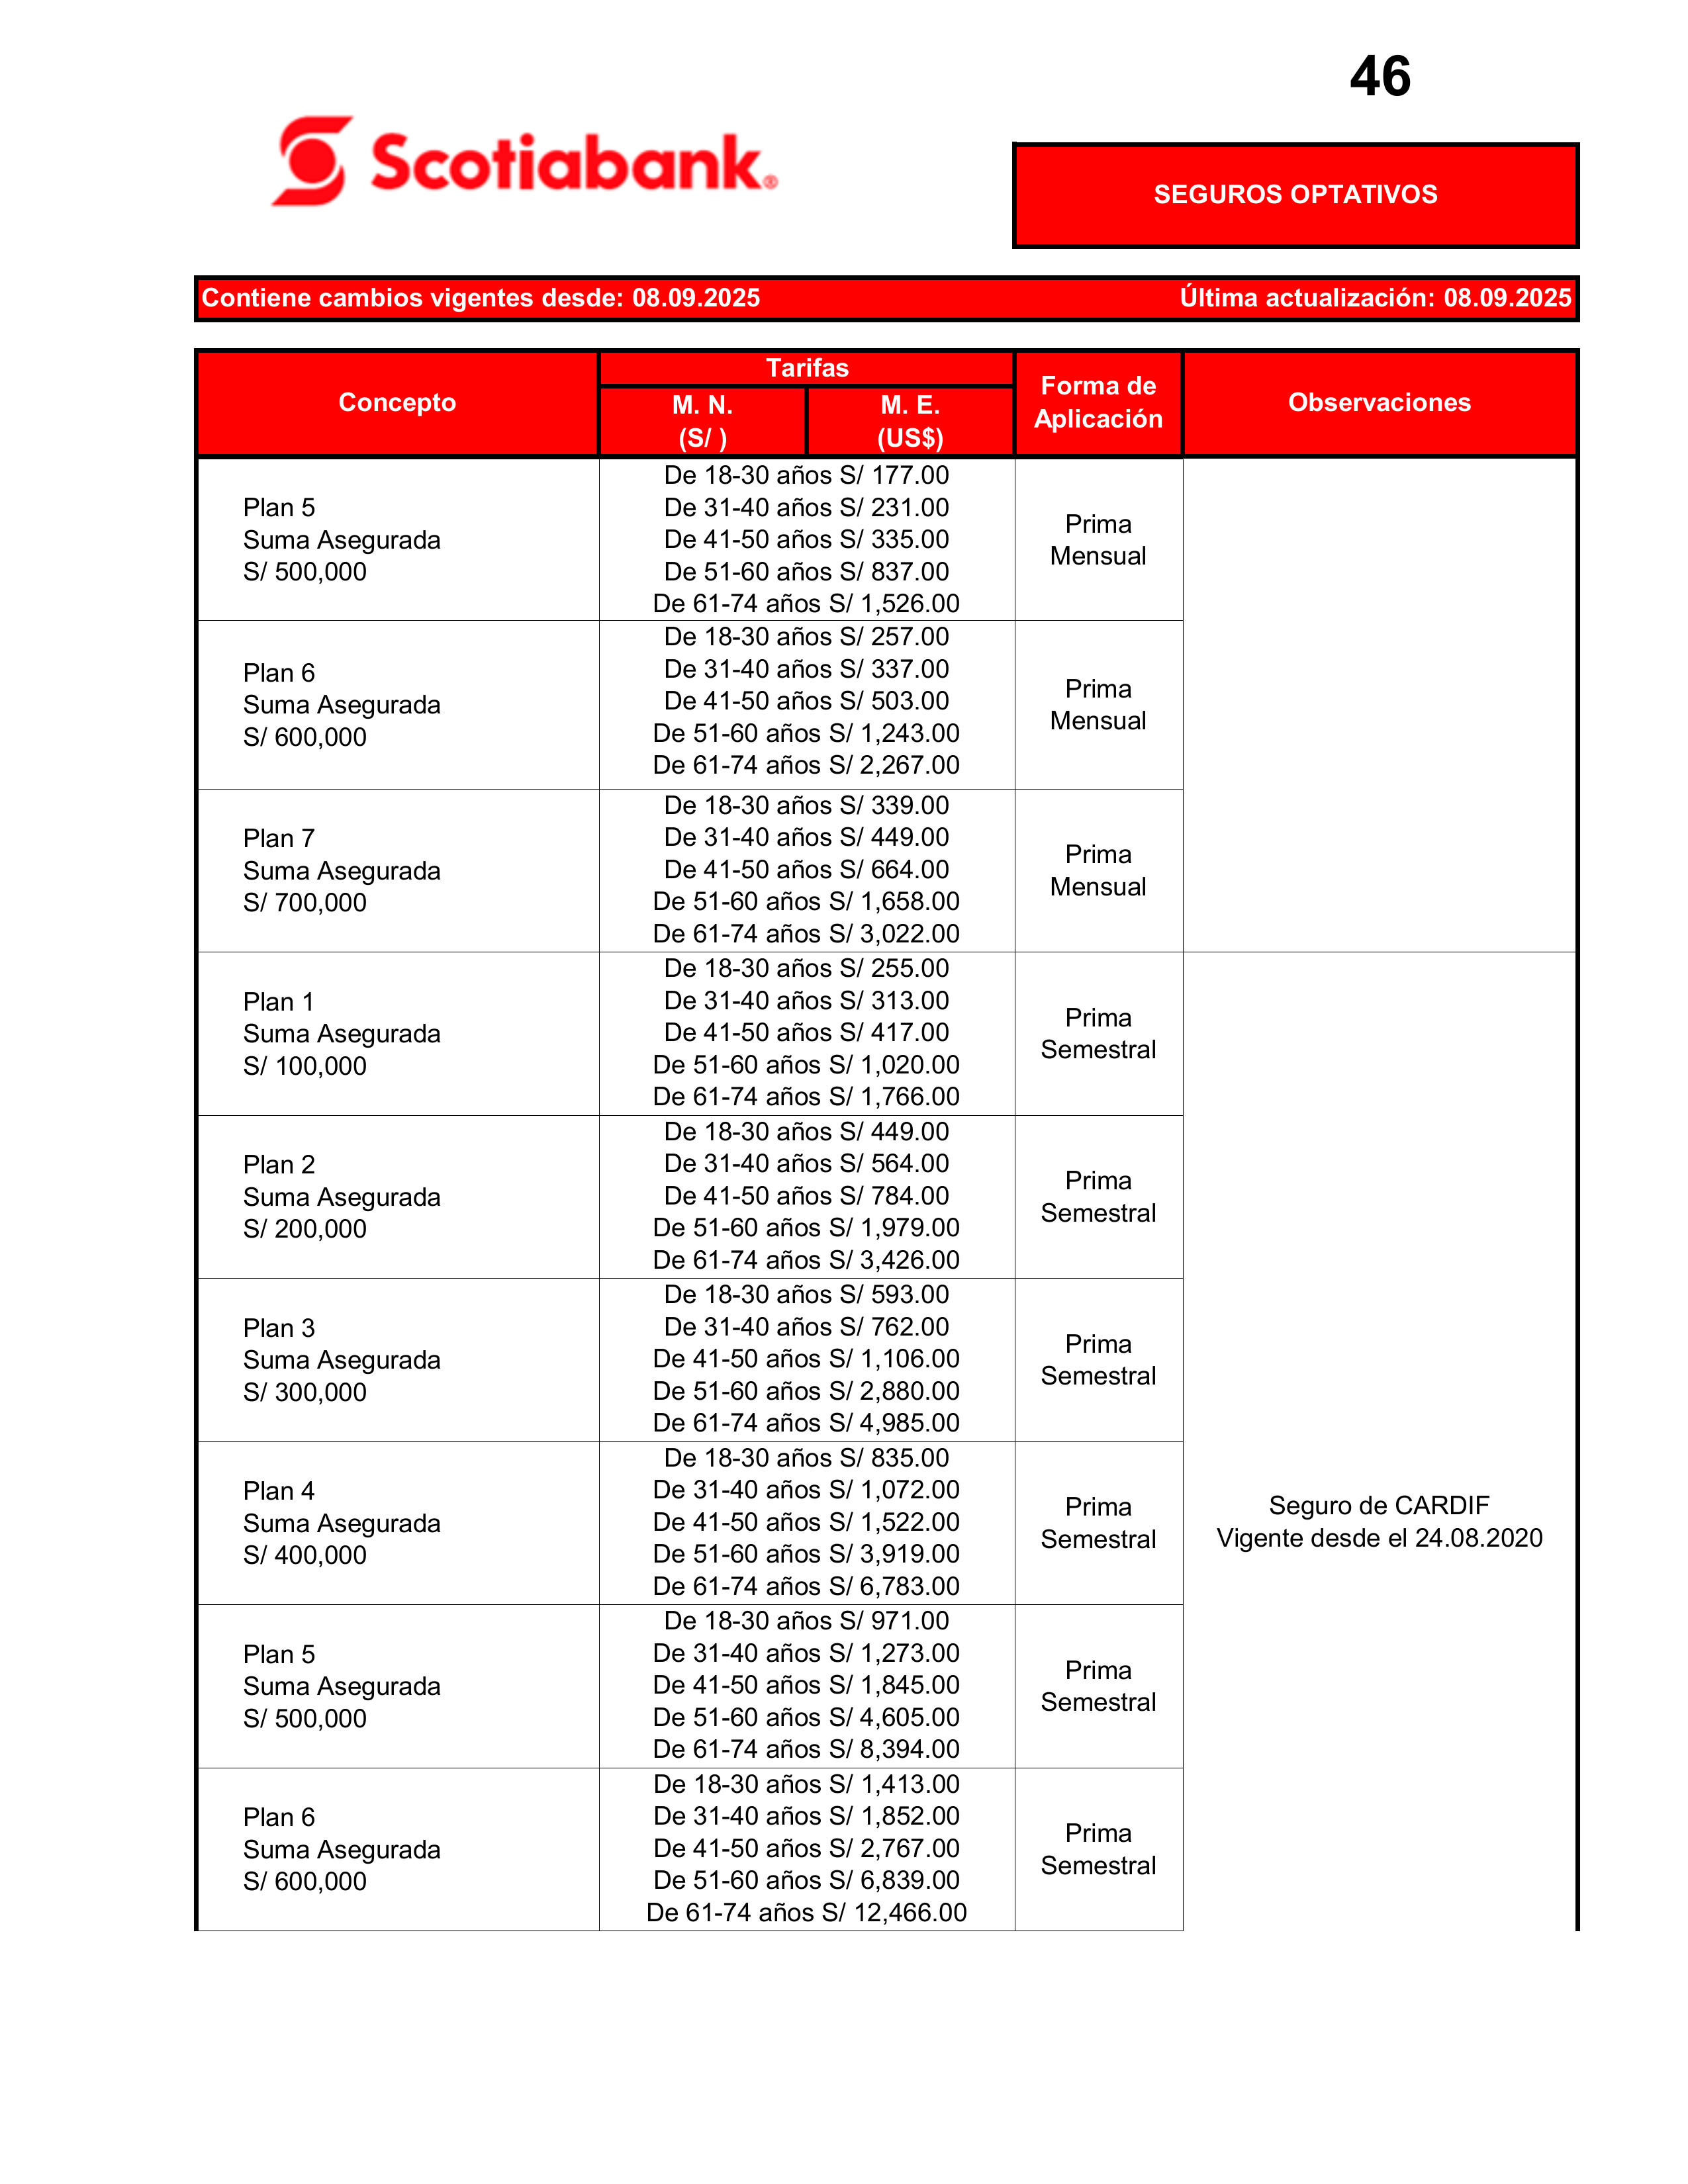 46
Scotiabank®
SEGUROS OPTATIVOS
Contiene cambios vigentes desde: 08.09.2025 Última actualización: 08.09.2025
Concepto
Tarifas
M. N.
(S/ )
M. E.
(US$)
Forma de
Aplicación
Observaciones
Plan 5
Suma Asegurada
S/ 500,000
De 18-30 años S/ 177.00
De 31-40 años S/ 231.00
De 41-50 años S/ 335.00
De 51-60 años S/ 837.00
De 61-74 años S/ 1,526.00
Prima
Mensual
Plan 6
Suma Asegurada
S/ 600,000
De 18-30 años S/ 257.00
De 31-40 años S/ 337.00
De 41-50 años S/ 503.00
De 51-60 años S/ 1,243.00
De 61-74 años S/ 2,267.00
Prima
Mensual
Plan 7
Suma Asegurada
S/ 700,000
De 18-30 años S/ 339.00
De 31-40 años S/ 449.00
De 41-50 años S/ 664.00
De 51-60 años S/ 1,658.00
De 61-74 años S/ 3,022.00
Prima
Mensual
Plan 1
Suma Asegurada
S/ 100,000
De 18-30 años S/ 255.00
De 31-40 años S/ 313.00
De 41-50 años S/ 417.00
De 51-60 años S/ 1,020.00
De 61-74 años S/ 1,766.00
Prima
Semestral
Plan 2
Suma Asegurada
S/ 200,000
De 18-30 años S/ 449.00
De 31-40 años S/ 564.00
De 41-50 años S/ 784.00
De 51-60 años S/ 1,979.00
De 61-74 años S/ 3,426.00
Prima
Semestral
Plan 3
Suma Asegurada
S/ 300,000
De 18-30 años S/ 593.00
De 31-40 años S/ 762.00
De 41-50 años S/ 1,106.00
De 51-60 años S/ 2,880.00
De 61-74 años S/ 4,985.00
Prima
Semestral
Plan 4
Suma Asegurada
S/ 400,000
De 18-30 años S/ 835.00
De 31-40 años S/ 1,072.00
De 41-50 años S/ 1,522.00
De 51-60 años S/ 3,919.00
De 61-74 años S/ 6,783.00
Prima
Semestral
Seguro de CARDIF
Vigente desde el 24.08.2020
Plan 5
Suma Asegurada
S/ 500,000
De 18-30 años S/ 971.00
De 31-40 años S/ 1,273.00
De 41-50 años S/ 1,845.00
De 51-60 años S/ 4,605.00
De 61-74 años S/ 8,394.00
Prima
Semestral
Plan 6
Suma Asegurada
S/ 600,000
De 18-30 años S/ 1,413.00
De 31-40 años S/ 1,852.00
De 41-50 años S/ 2,767.00
De 51-60 años S/ 6,839.00
De 61-74 años S/ 12,466.00
Prima
Semestral